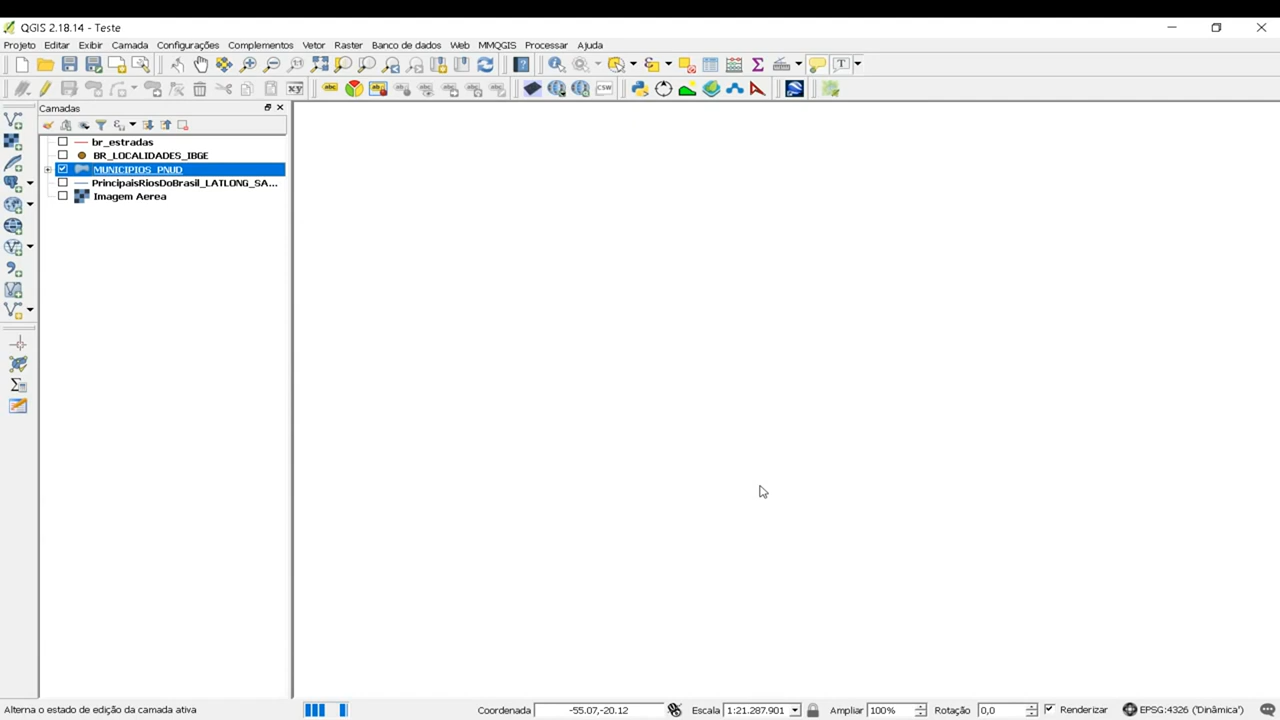 QGIS 2.18.14 - Teste
Projeto Editar Exibir Camada Configurações Complementos Vetor Raster Banco de dados Web MMQGIS Processar Ajuda
Camadas
br_estradas
BR_LOCALIDADES_IBGE
MUNICIPIOS_PNUD
PrincipaisRiosDoBrasil_LATLONG_SA...
Imagem Aerea
Alterna o estado de edição da camada ativa Coordenada -55.07,-20.12 Escala 1:21.287.901 Ampliar 100% Rotação 0,0 Renderizar EPSG:4326 ('Dinâmica')